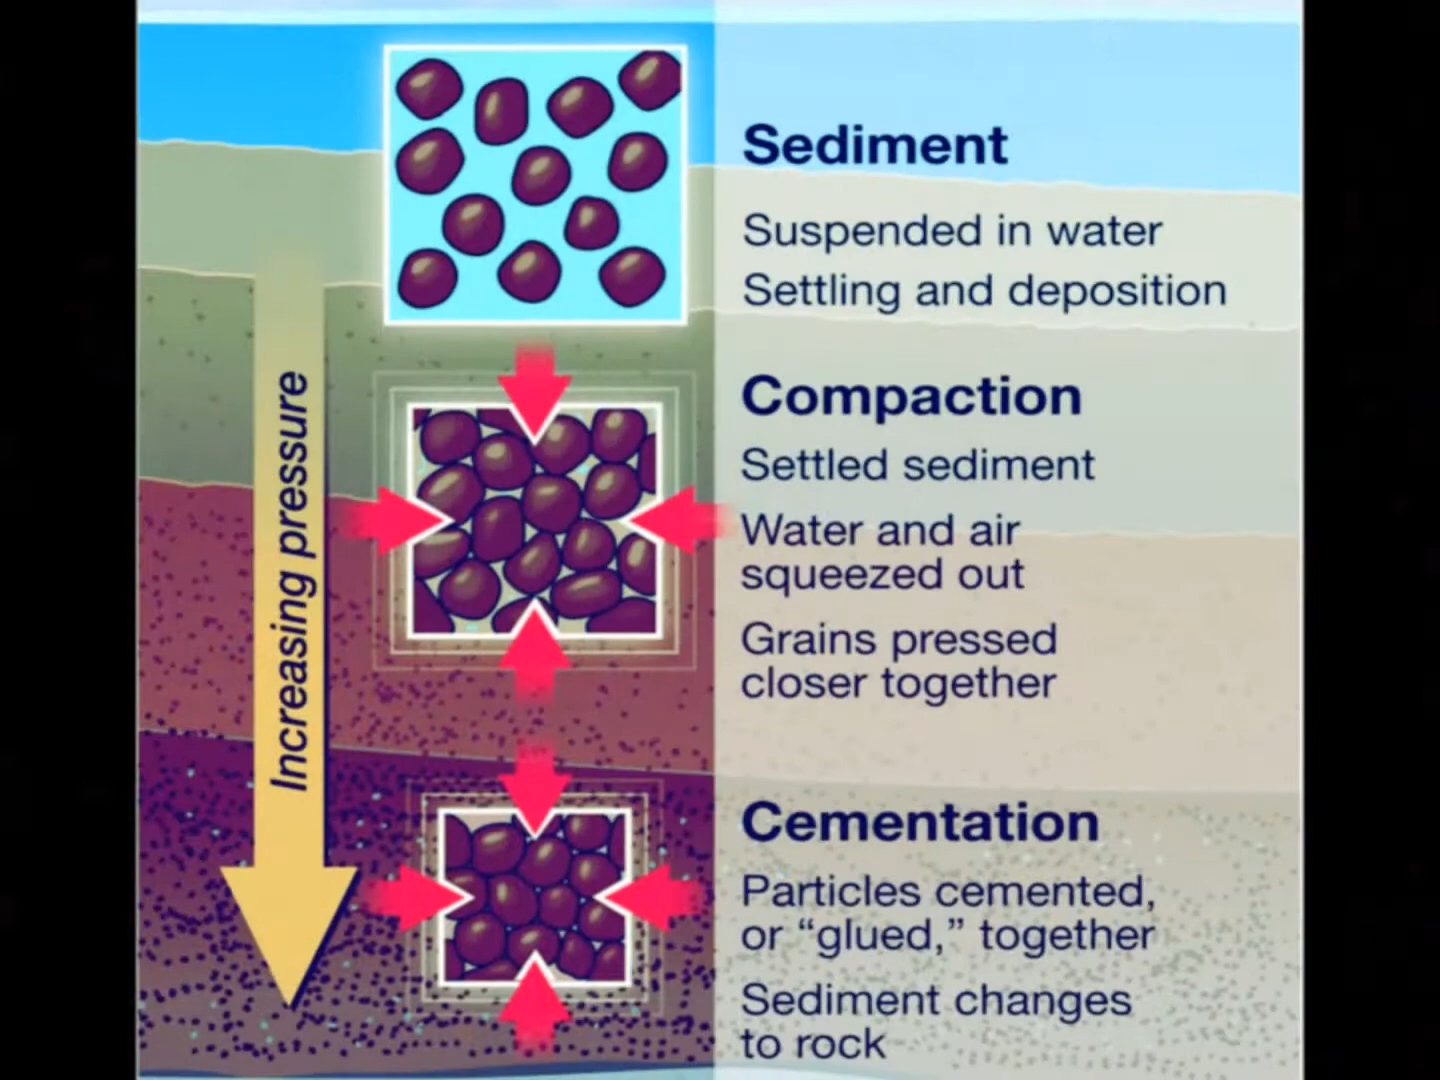 Sediment
Suspended in water
Settling and deposition
Increasing pressure
Compaction
Settled sediment
Water and air
squeezed out
Grains pressed
closer together
Cementation
Particles cemented,
or “glued,” together
Sediment changes
to rock